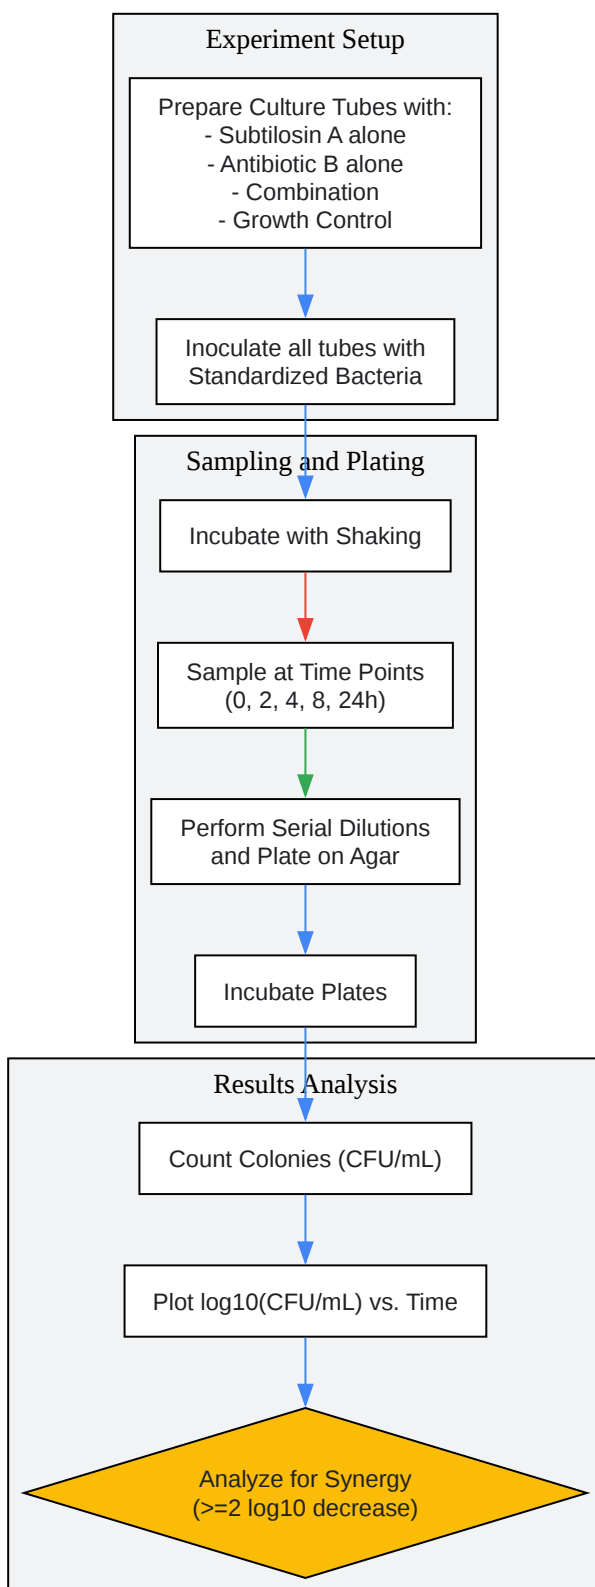 Experiment Setup
Prepare Culture Tubes with:
- Subtilosin A alone
- Antibiotic B alone
- Combination
- Growth Control
Inoculate all tubes with
Standardized Bacteria
Sampling and Plating
Incubate with Shaking
Sample at Time Points
(0, 2, 4, 8, 24h)
Perform Serial Dilutions
and Plate on Agar
Incubate Plates
Results Analysis
Count Colonies (CFU/mL)
Plot log10(CFU/mL) vs. Time
Analyze for Synergy
(>=2 log10 decrease)